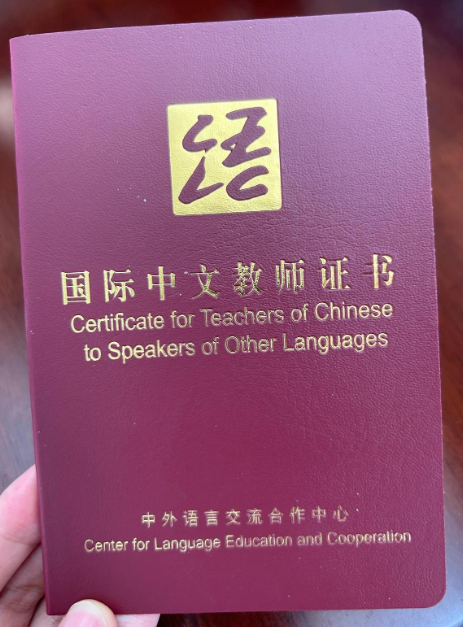 国际中文教师证书
Certificate for Teachers of Chinese
to Speakers of Other Languages
中外语言交流合作中心
Center for Language Education and Cooperation